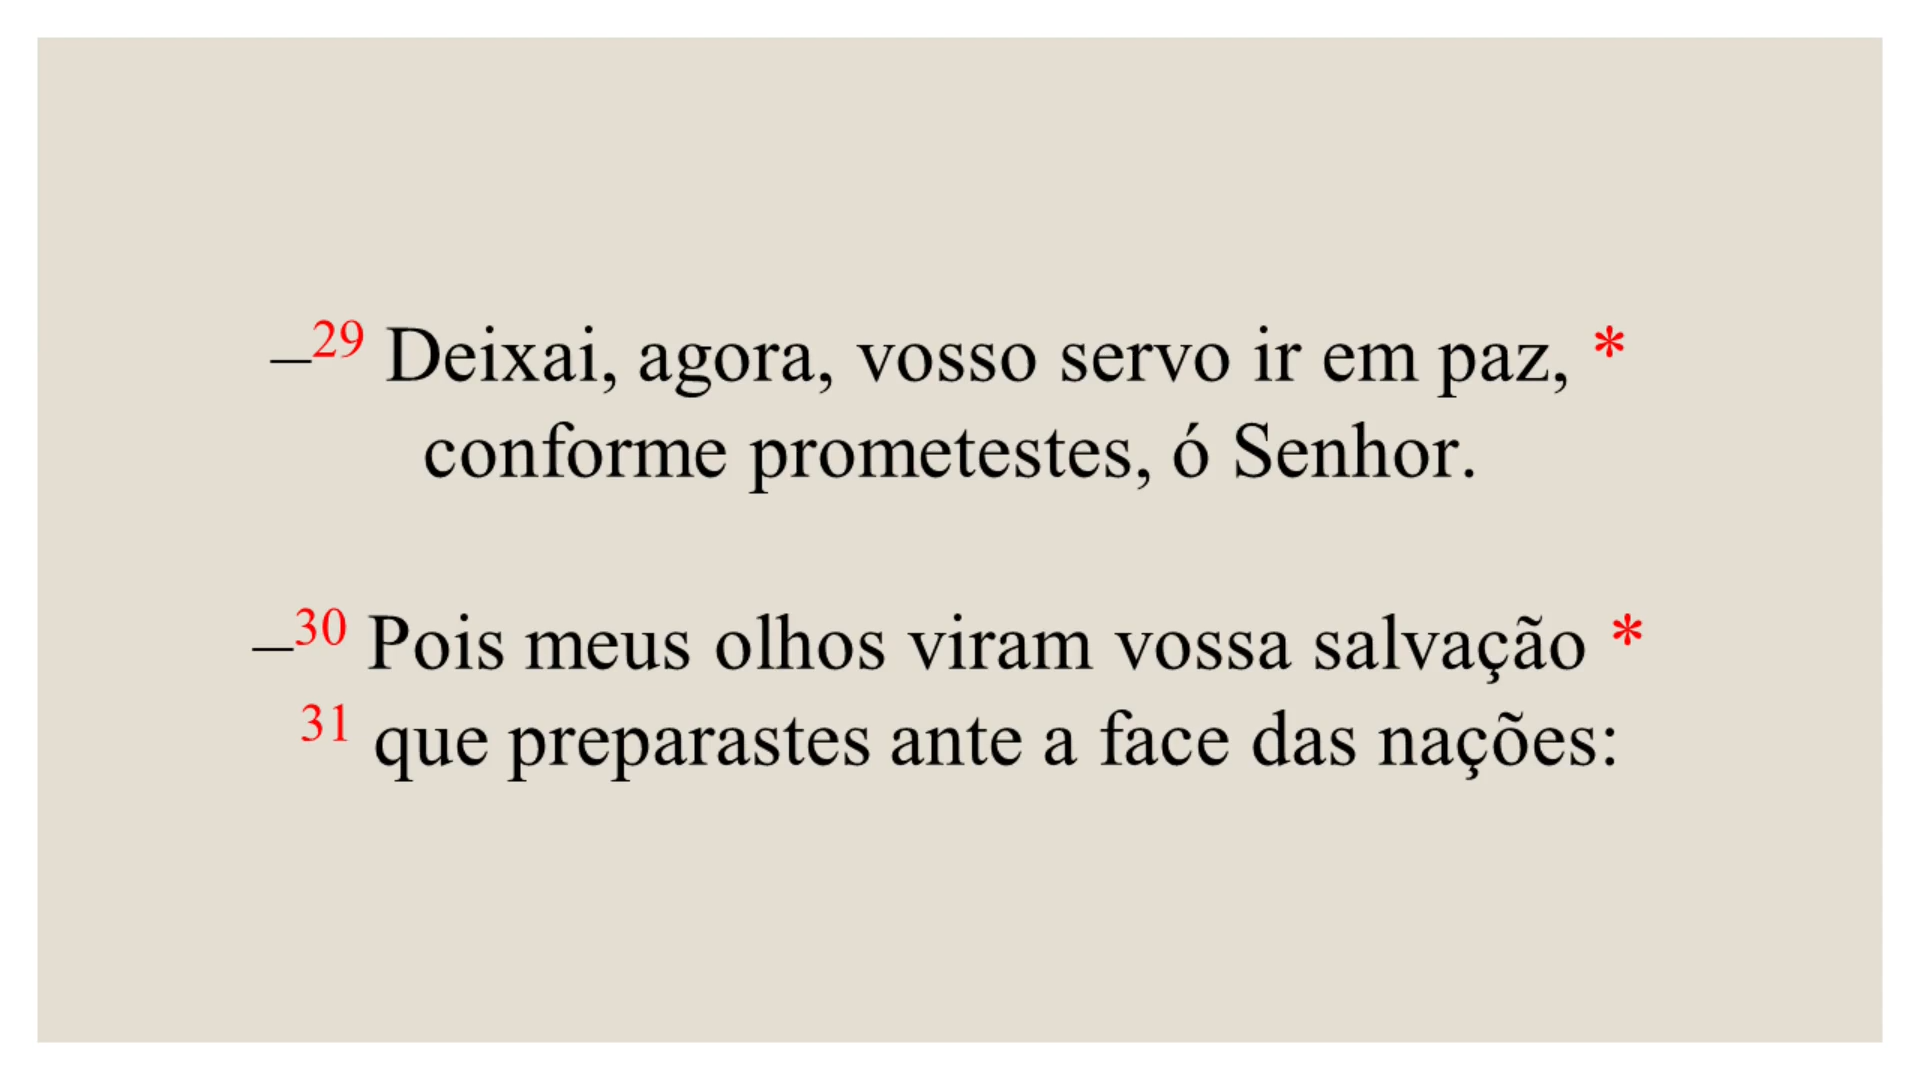 –29 Deixai, agora, vosso servo ir em paz, *
conforme prometestes, ó Senhor.
–30 Pois meus olhos viram vossa salvação *
31 que preparastes ante a face das nações: